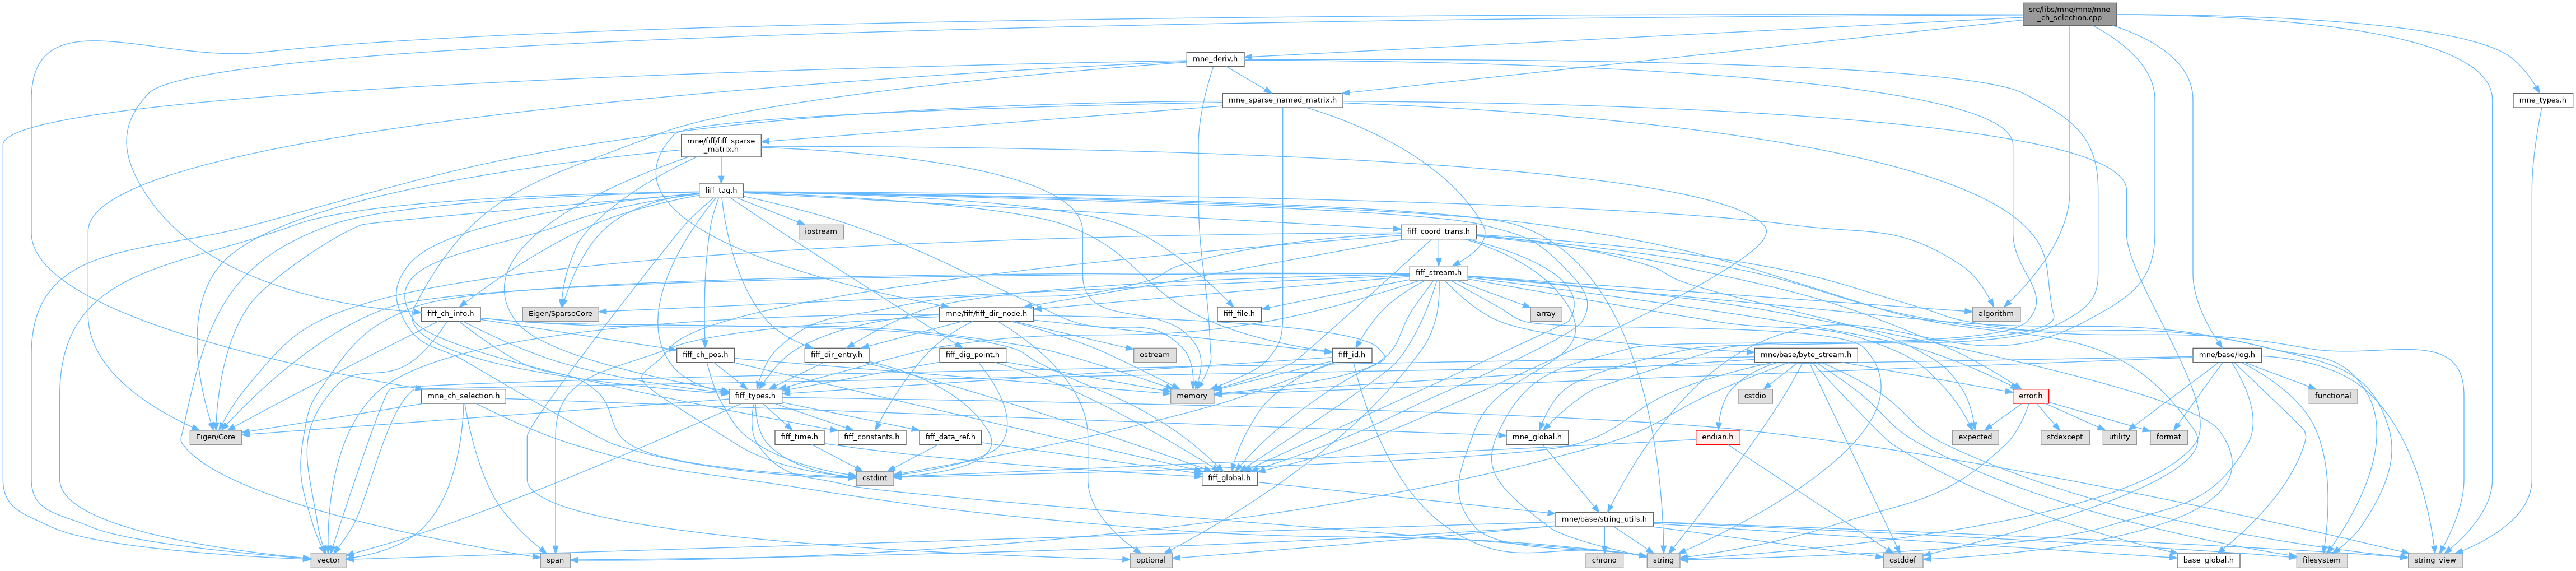 src/libs/mne/mne/mne
_ch_selection.cpp
mne_deriv.h
mne_sparse_named_matrix.h
mne_types.h
mne/fiff/fiff_sparse
_matrix.h
fiff_tag.h
iostream
fiff_coord_trans.h
fiff_stream.h
Eigen/SparseCore
fiff_ch_info.h
mne/fiff/fiff_dir_node.h
fiff_file.h
array
algorithm
fiff_ch_pos.h
fiff_dir_entry.h
fiff_dig_point.h
ostream
fiff_id.h
mne/base/byte_stream.h
mne/base/log.h
mne_ch_selection.h
fiff_types.h
memory
cstdio
error.h
functional
Eigen/Core
fiff_time.h
fiff_constants.h
fiff_data_ref.h
mne_global.h
endian.h
expected
stdexcept
utility
format
cstdint
fiff_global.h
mne/base/string_utils.h
vector
span
optional
chrono
string
cstddef
base_global.h
filesystem
string_view